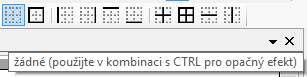 žádné (použijte v kombinaci s CTRL pro opačný efekt)